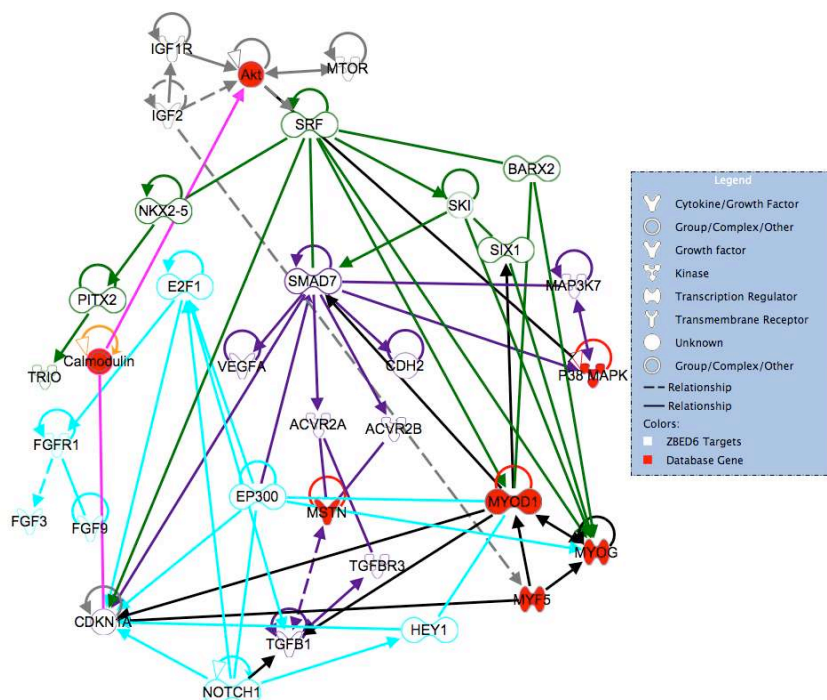 IGF1R
Akt
MTOR
IGF2
SRF
BARX2
NKX2-5
SKI
SIX1
PITX2
E2F1
SMAD7
MAP3K7
TRIO
Calmodulin
VEGFA
CDH2
P38 MAPK
FGFR1
ACVR2A
ACVR2B
FGF3
FGF9
EP300
MSTN
MYOD1
MYOG
TGFBR3
MYF5
CDKN1A
TGFB1
HEY1
NOTCH1
Legend
Cytokine/Growth Factor
Group/Complex/Other
Growth factor
Kinase
Transcription Regulator
Transmembrane Receptor
Unknown
Group/Complex/Other
Relationship
Relationship
Colors:
ZBED6 Targets
Database Gene